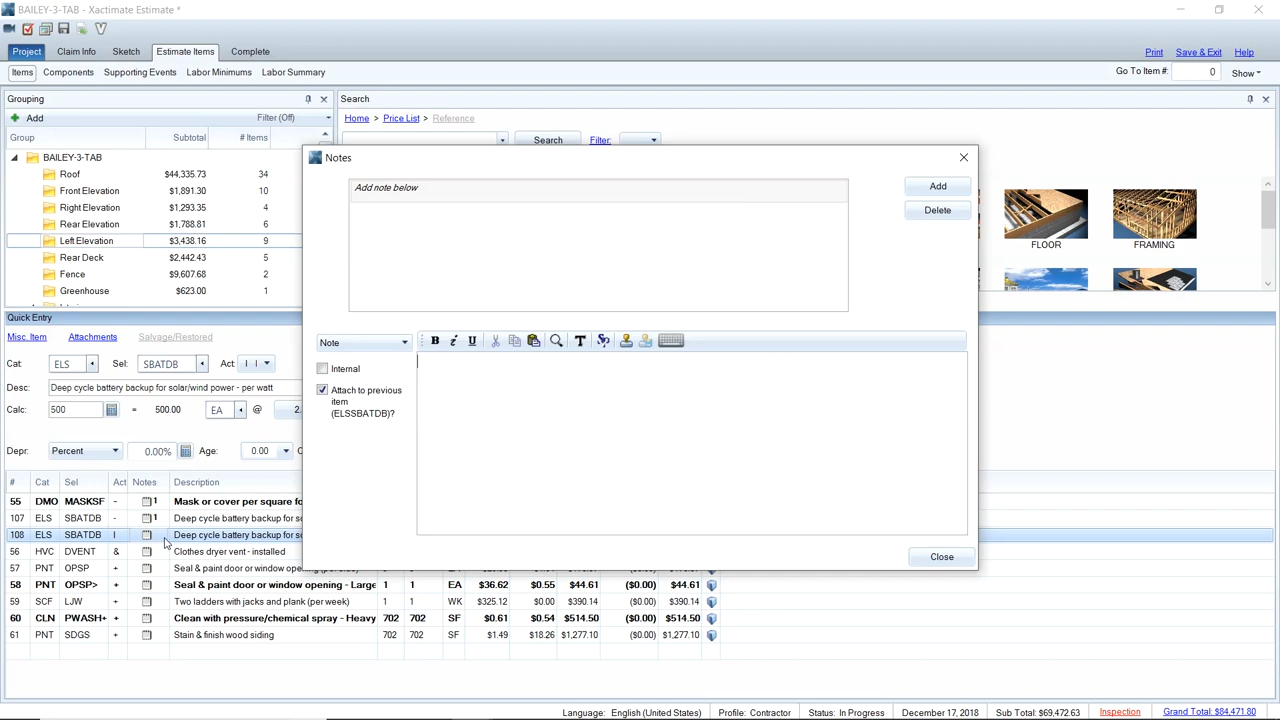 BAILEY-3-TAB - Xactimate Estimate *
Project Claim Info Sketch Estimate Items Complete Print Save & Exit Help
Items Components Supporting Events Labor Minimums Labor Summary Go To Item #: 0 Show
Grouping Search
Add Filter (Off) Home > Price List > Reference
Group Subtotal # Items Search Filter:
BAILEY-3-TAB
Roof $44,335.73 34
Front Elevation $1,891.30 10
Right Elevation $1,293.35 4
Rear Elevation $1,788.81 8
Left Elevation $3,438.16 9
Rear Deck $2,442.43 4
Fence $9,607.68 2
Greenhouse $623.00 1
FLOOR FRAMING
Notes
Add note below
Add
Delete
Note
B i U T
Internal
Attach to previous
item
(ELSSBATDB)?
Close
Quick Entry
Misc. Item Attachments Salvage/Restored
Cat: ELS Sel: SBATDB Act: I I
Desc: Deep cycle battery backup for solar/wind power - per watt
Calc: 500 = 500.00 EA @ 2.
Depr: Percent 0.00% Age: 0.00
# Cat Sel Act Notes Description
55 DMO MASKSF - 1 Mask or cover per square fo
107 ELS SBATDB - 1 Deep cycle battery backup for so
108 ELS SBATDB I Deep cycle battery backup for so
56 HVC DVENT & Clothes dryer vent - installed
57 PNT OPSP + Seal & paint door or window opening (per side)
58 PNT OPSP> + Seal & paint door or window opening - Large 1 1 EA $36.62 $0.55 $44.61 ($0.00) $44.61
59 SCF LJW + Two ladders with jacks and plank (per week) 1 1 WK $325.12 $0.00 $390.14 ($0.00) $390.14
60 CLN PWASH+ + Clean with pressure/chemical spray - Heavy 702 702 SF $0.61 $0.54 $514.50 ($0.00) $514.50
61 PNT SDGS + Stain & finish wood siding 702 702 SF $1.49 $18.26 $1,277.10 ($0.00) $1,277.10
Language: English (United States) Profile: Contractor Status: In Progress December 17, 2018 Sub Total: $69,472.63 Inspection Grand Total: $84,471.80